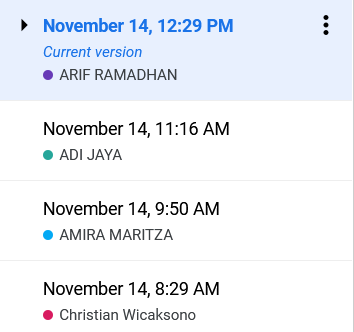 November 14, 12:29 PM
Current version
ARIF RAMADHAN
November 14, 11:16 AM
ADI JAYA
November 14, 9:50 AM
AMIRA MARITZA
November 14, 8:29 AM
Christian Wicaksono